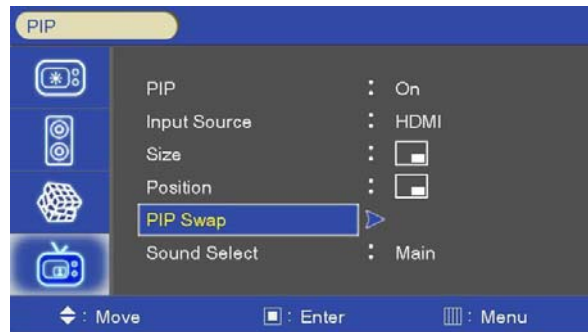 PIP
PIP : On
Input Source : HDMI
Size :
Position :
PIP Swap
Sound Select : Main
: Move : Enter : Menu